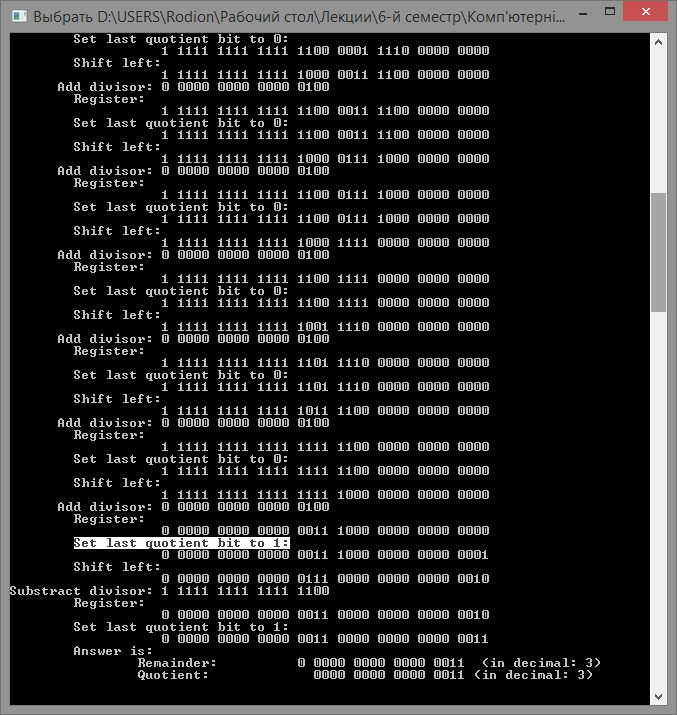 Выбрать D:\USERS\Rodion\Рабочий стол\Лекции\6-й семестр\Комп'ютерні...
Set last quotient bit to 0:
1 1111 1111 1111 1100 0001 1110 0000 0000
Shift left:
1 1111 1111 1111 1000 0011 1100 0000 0000
Add divisor: 0 0000 0000 0000 0100
Register:
1 1111 1111 1111 1100 0011 1100 0000 0000
Set last quotient bit to 0:
1 1111 1111 1111 1100 0011 1100 0000 0000
Shift left:
1 1111 1111 1111 1000 0111 1000 0000 0000
Add divisor: 0 0000 0000 0000 0100
Register:
1 1111 1111 1111 1100 0111 1000 0000 0000
Set last quotient bit to 0:
1 1111 1111 1111 1100 0111 1000 0000 0000
Shift left:
1 1111 1111 1111 1000 1111 0000 0000 0000
Add divisor: 0 0000 0000 0000 0100
Register:
1 1111 1111 1111 1100 1111 0000 0000 0000
Set last quotient bit to 0:
1 1111 1111 1111 1100 1111 0000 0000 0000
Shift left:
1 1111 1111 1111 1001 1110 0000 0000 0000
Add divisor: 0 0000 0000 0000 0100
Register:
1 1111 1111 1111 1101 1110 0000 0000 0000
Set last quotient bit to 0:
1 1111 1111 1111 1101 1110 0000 0000 0000
Shift left:
1 1111 1111 1111 1011 1100 0000 0000 0000
Add divisor: 0 0000 0000 0000 0100
Register:
1 1111 1111 1111 1111 1100 0000 0000 0000
Set last quotient bit to 0:
1 1111 1111 1111 1111 1100 0000 0000 0000
Shift left:
1 1111 1111 1111 1111 1000 0000 0000 0000
Add divisor: 0 0000 0000 0000 0100
Register:
0 0000 0000 0000 0011 1000 0000 0000 0000
Set last quotient bit to 1:
0 0000 0000 0000 0011 1000 0000 0000 0001
Shift left:
0 0000 0000 0000 0111 0000 0000 0000 0010
Substract divisor: 1 1111 1111 1111 1100
Register:
0 0000 0000 0000 0011 0000 0000 0000 0010
Set last quotient bit to 1:
0 0000 0000 0000 0011 0000 0000 0000 0011
Answer is:
Remainder: 0 0000 0000 0000 0011 (in decimal: 3)
Quotient: 0000 0000 0000 0011 (in decimal: 3)